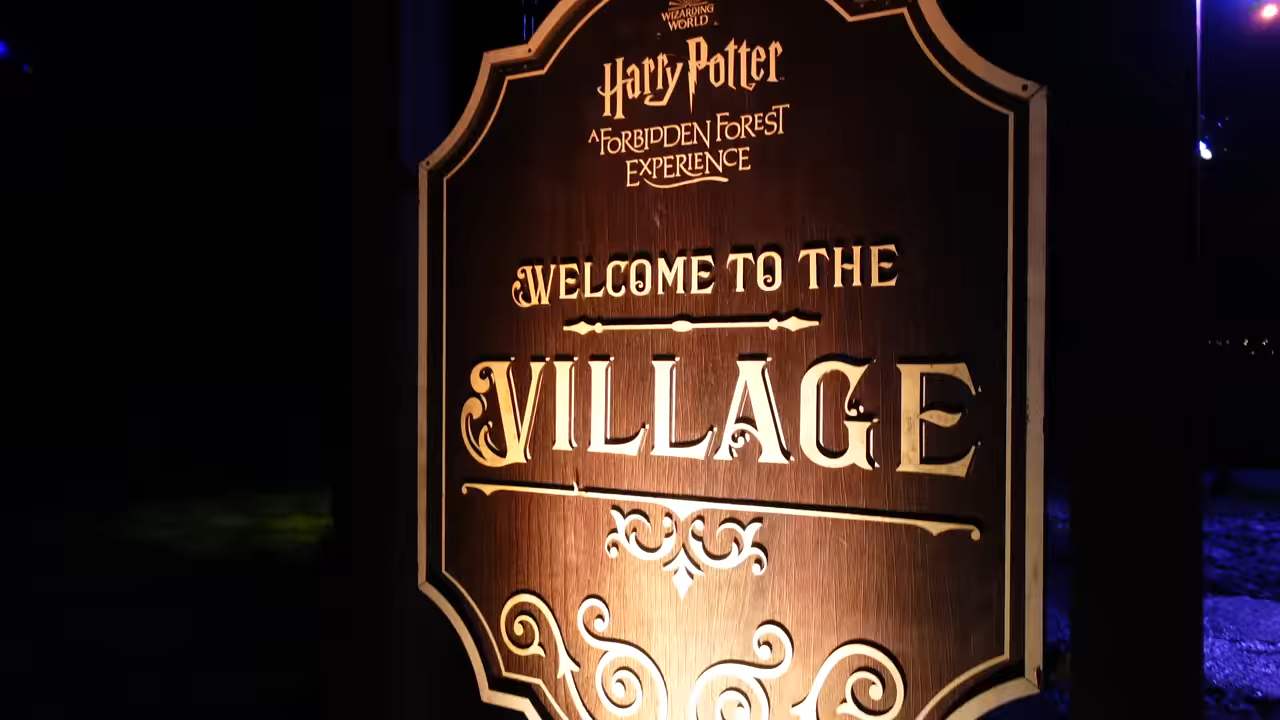 WIZARDING
WORLD
Harry Potter
A FORBIDDEN FOREST
EXPERIENCE
WELCOME TO THE
VILLAGE